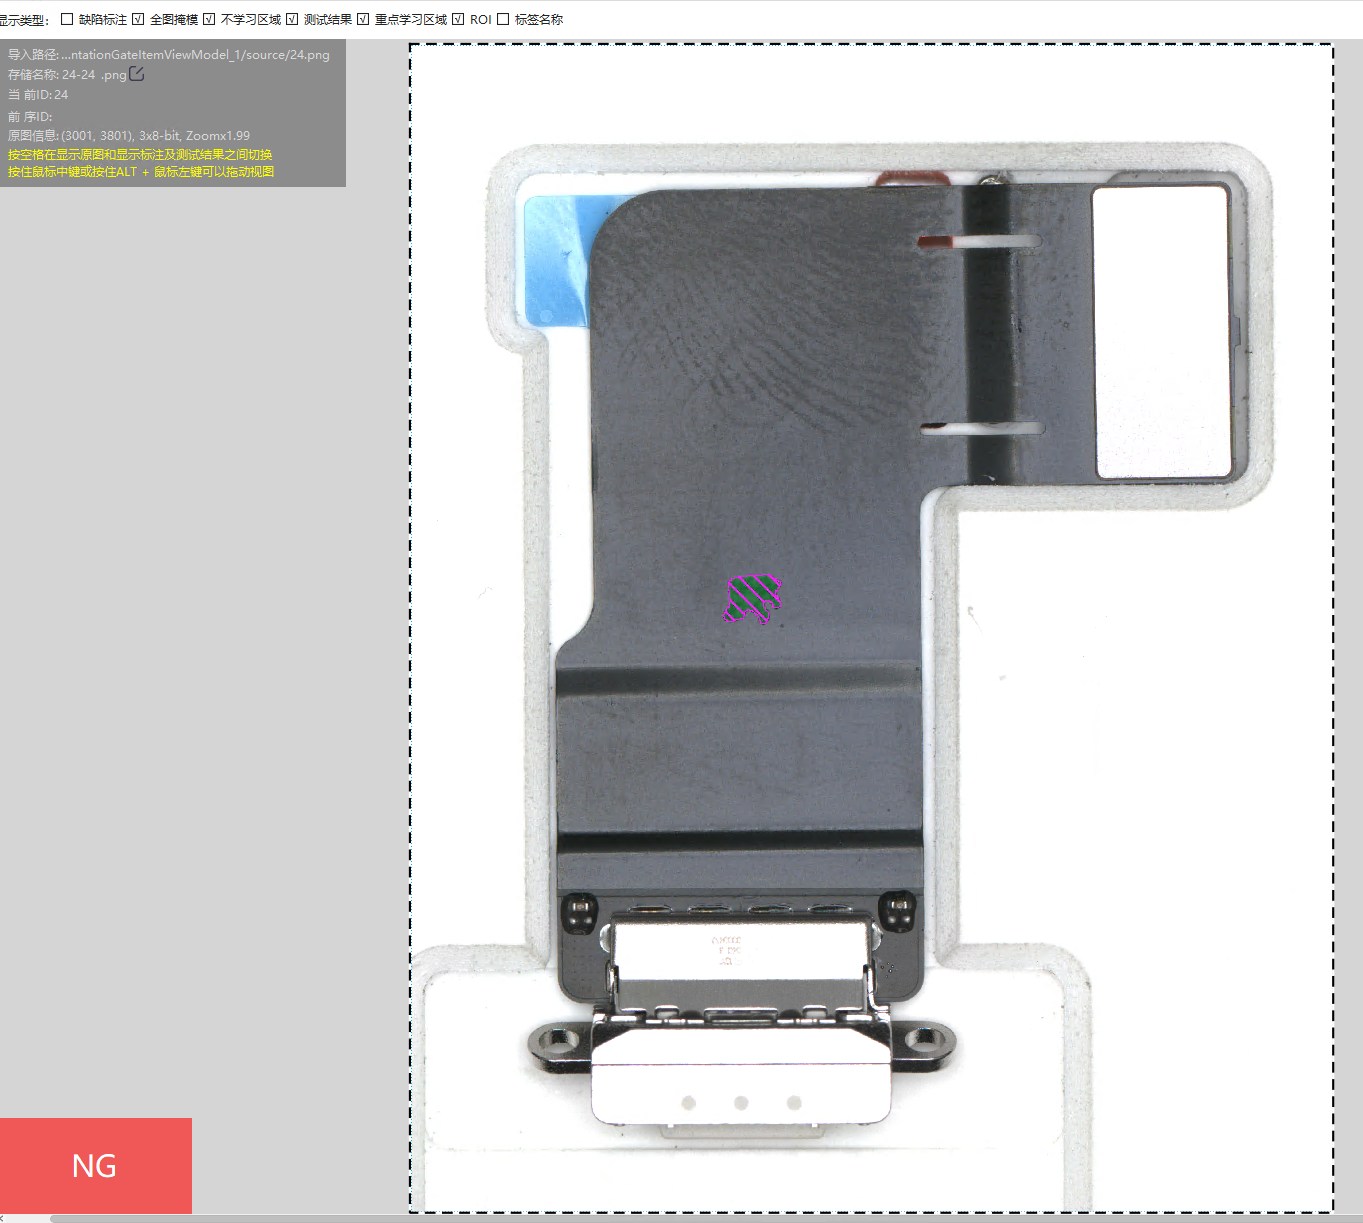 显示类型: 缺陷标注 全图掩模 不学习区域 测试结果 重点学习区域 ROI 标签名称
导入路径: ...ntationGateItemViewModel_1/source/24.png
存储名称: 24-24 .png
当 前ID: 24
前 序ID:
原图信息: (3001, 3801), 3x8-bit, Zoomx1.99
按空格在显示原图和显示标注及测试结果之间切换
按住鼠标中键或按住ALT + 鼠标左键可以拖动视图
NG